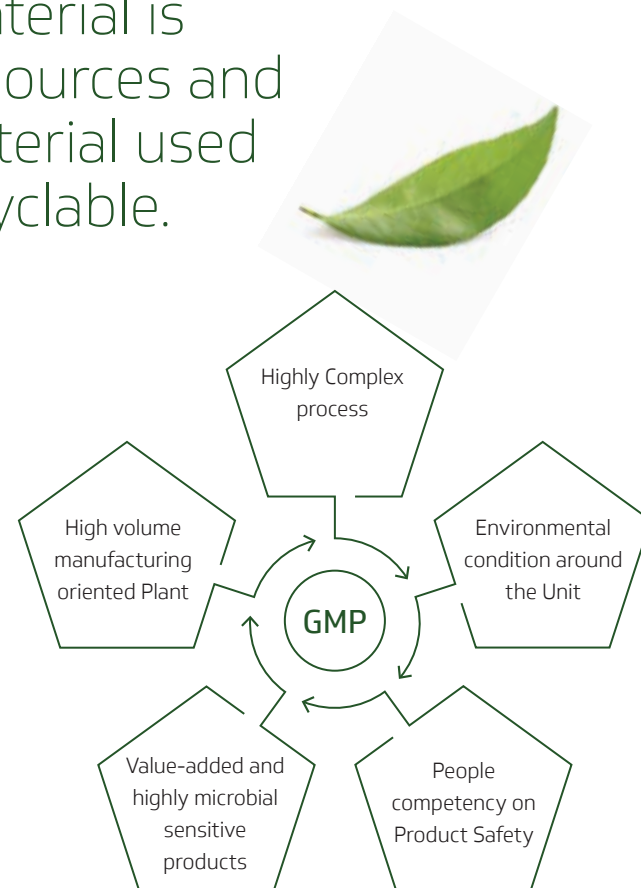 terial is
ources and
terial used
yclable.
Highly Complex
process
High volume
manufacturing
oriented Plant
Environmental
condition around
the Unit
GMP
Value-added and
highly microbial
sensitive
products
People
competency on
Product Safety